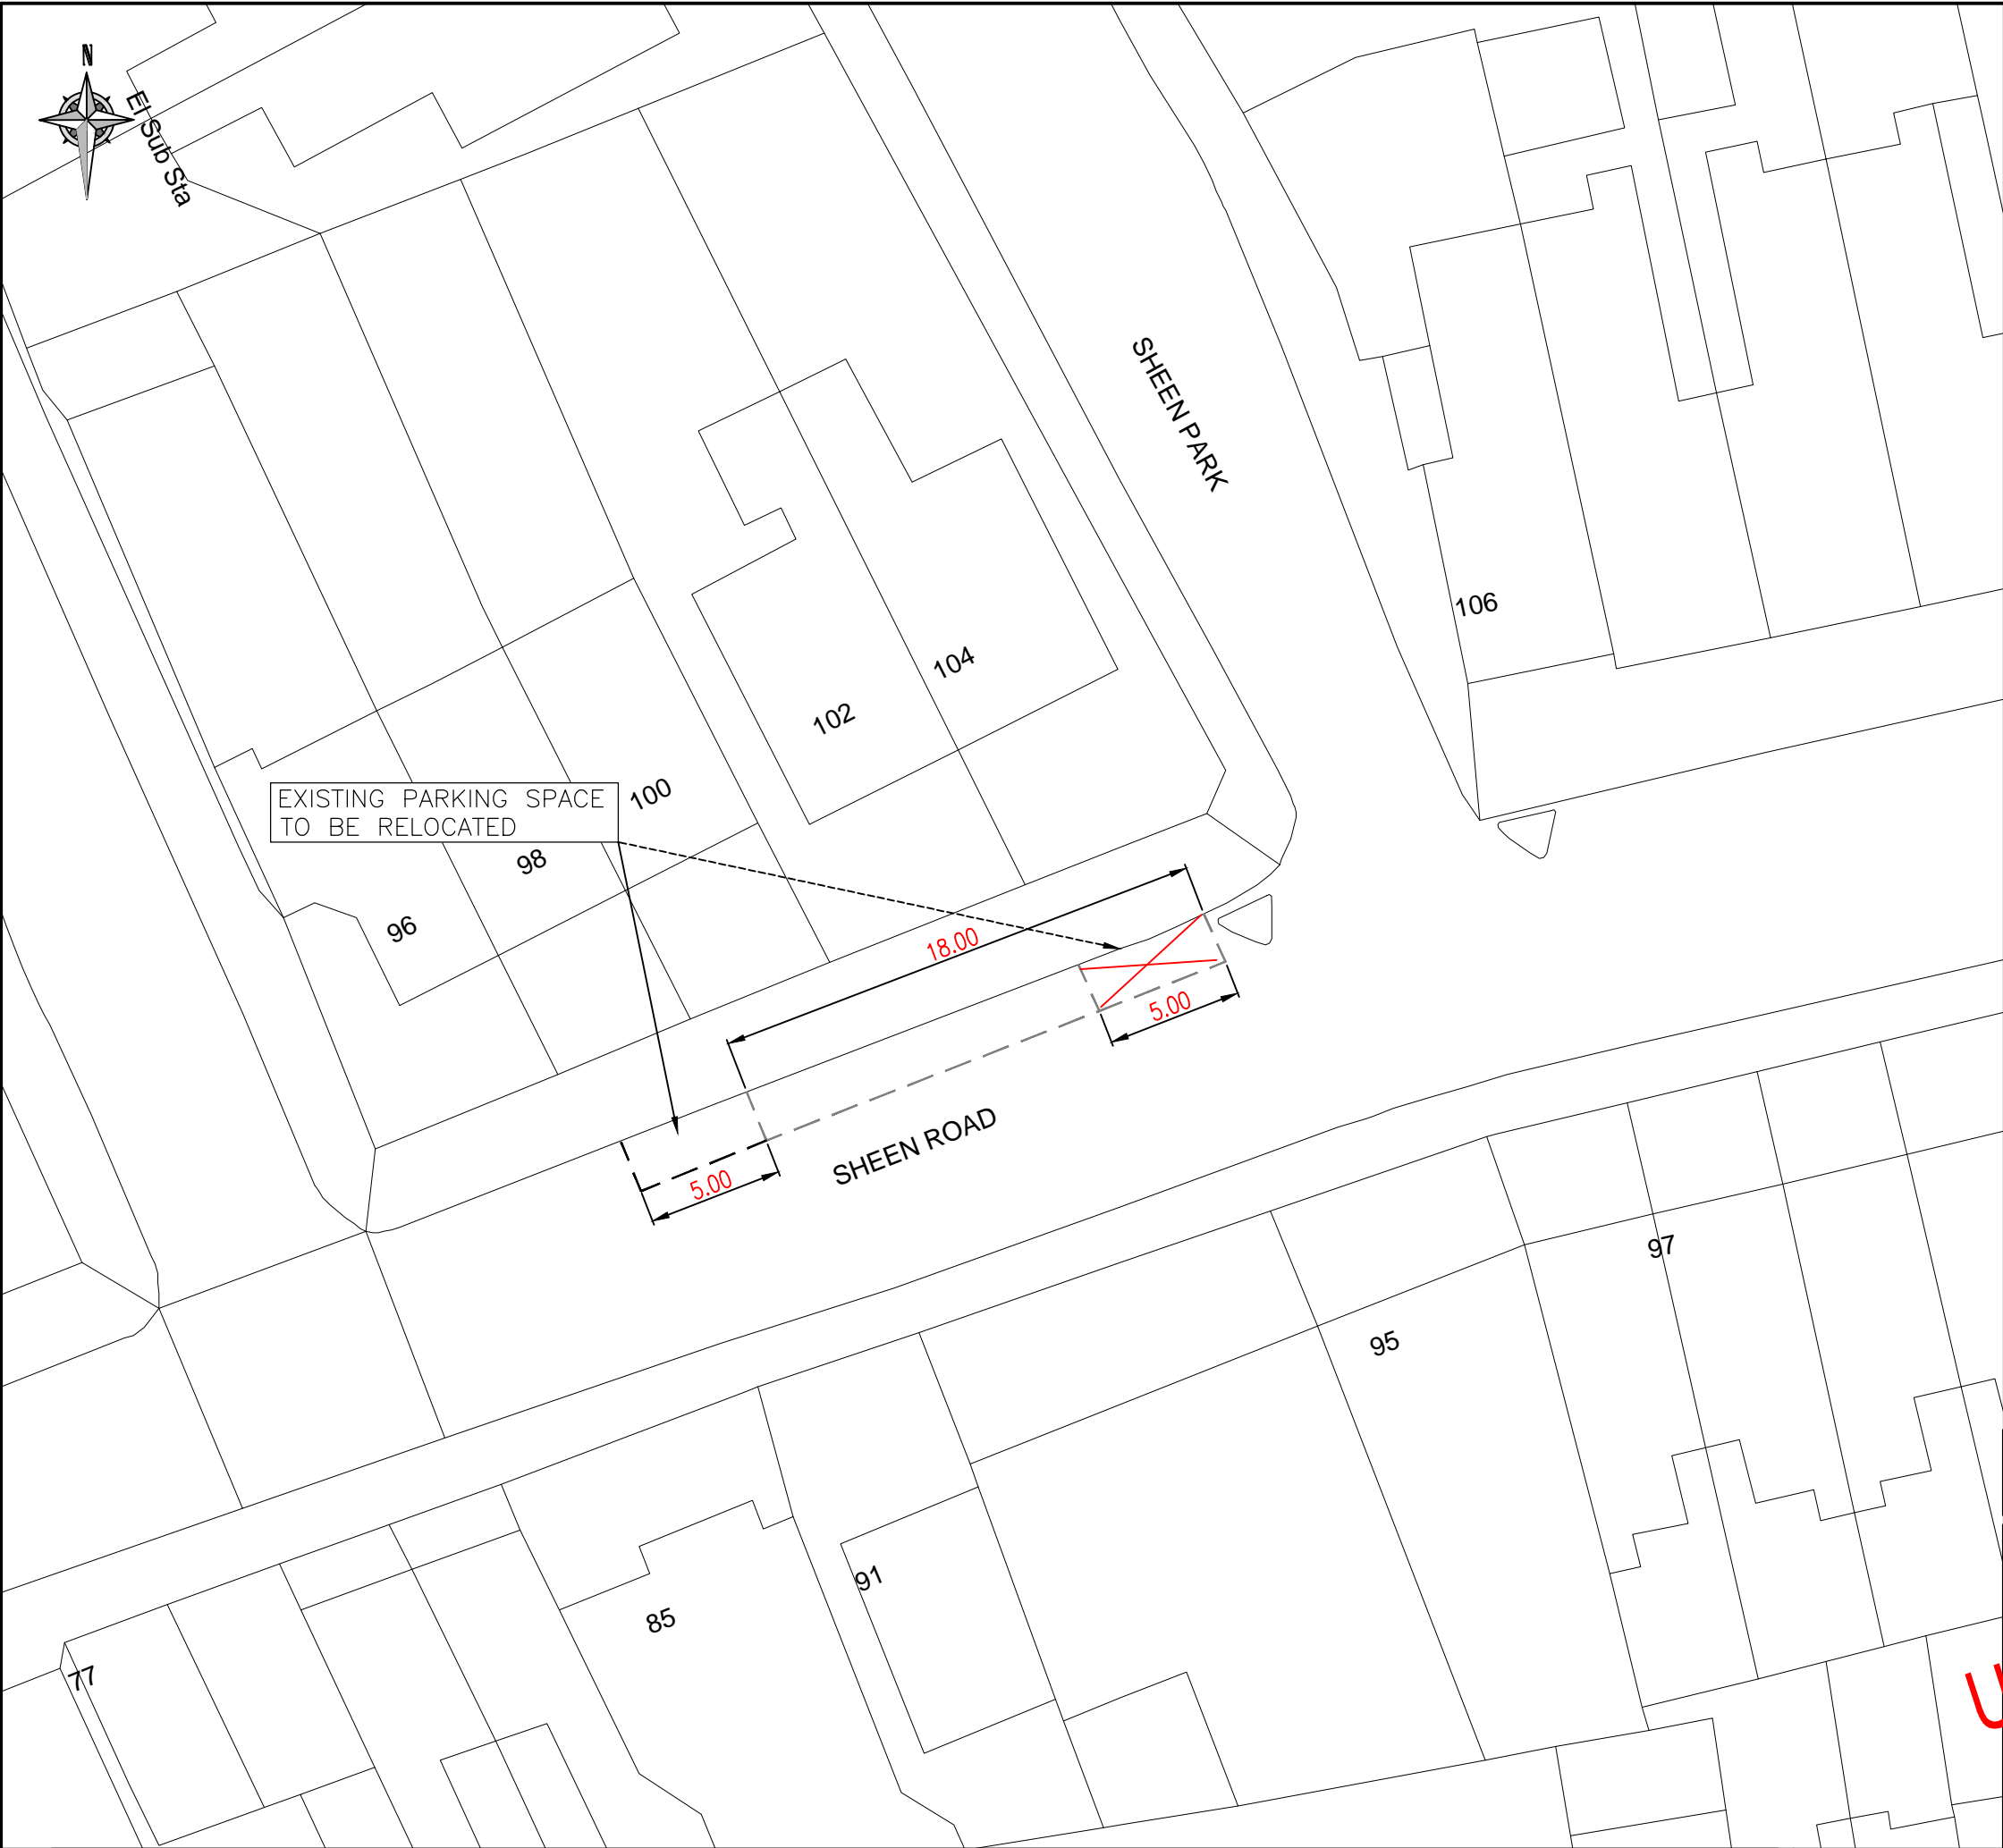 N
El Sub Sta
SHEEN PARK
106
104
102
100
EXISTING PARKING SPACE
TO BE RELOCATED
98
96
18.00
5.00
SHEEN ROAD
5.00
97
95
91
85
77
U